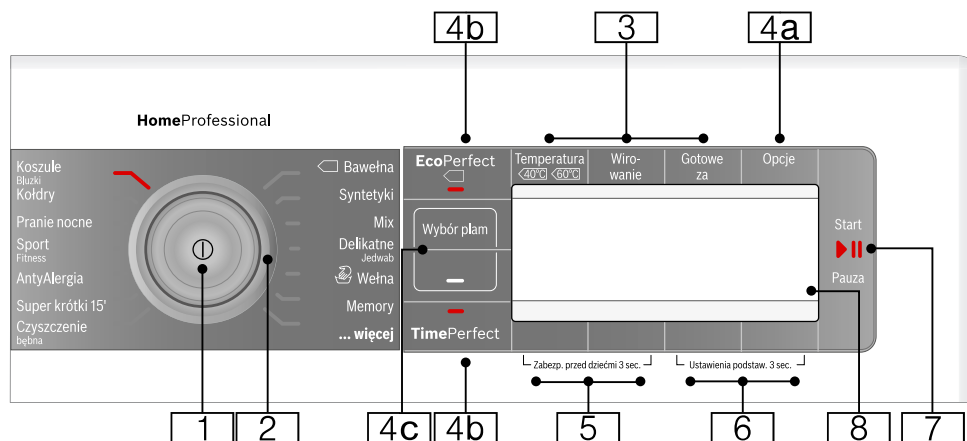 4b
3
4a
HomeProfessional
Koszule
Bluzki
Kołdry
Pranie nocne
Sport
Fitness
AntyAlergia
Super krótki 15'
Czyszczenie
bębna
Bawełna
Syntetyki
Mix
Delikatne
Jedwab
Wełna
Memory
... więcej
EcoPerfect
Wybór plam
TimePerfect
Temperatura
40°C 60°C
Wiro-
wanie
Gotowe
za
Opcje
Start
Pauza
Zabezp. przed dziećmi 3 sec.
Ustawienia podstaw. 3 sec.
1
2
4c
4b
5
6
8
7